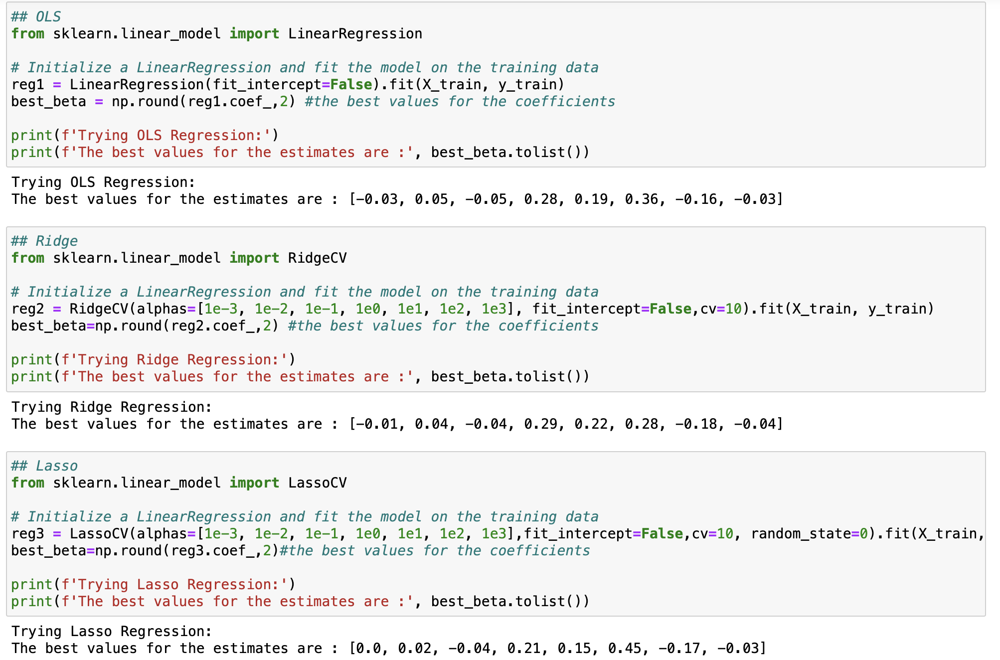 ## OLS
from sklearn.linear_model import LinearRegression
# Initialize a LinearRegression and fit the model on the training data
reg1 = LinearRegression(fit_intercept=False).fit(X_train, y_train)
best_beta = np.round(reg1.coef_,2) #the best values for the coefficients
print(f'Trying OLS Regression:')
print(f'The best values for the estimates are :', best_beta.tolist())
Trying OLS Regression:
The best values for the estimates are : [-0.03, 0.05, -0.05, 0.28, 0.19, 0.36, -0.16, -0.03]
## Ridge
from sklearn.linear_model import RidgeCV
# Initialize a LinearRegression and fit the model on the training data
reg2 = RidgeCV(alphas=[1e-3, 1e-2, 1e-1, 1e0, 1e1, 1e2, 1e3], fit_intercept=False,cv=10).fit(X_train, y_train)
best_beta=np.round(reg2.coef_,2) #the best values for the coefficients
print(f'Trying Ridge Regression:')
print(f'The best values for the estimates are :', best_beta.tolist())
Trying Ridge Regression:
The best values for the estimates are : [-0.01, 0.04, -0.04, 0.29, 0.22, 0.28, -0.18, -0.04]
## Lasso
from sklearn.linear_model import LassoCV
# Initialize a LinearRegression and fit the model on the training data
reg3 = LassoCV(alphas=[1e-3, 1e-2, 1e-1, 1e0, 1e1, 1e2, 1e3],fit_intercept=False,cv=10, random_state=0).fit(X_train,
best_beta=np.round(reg3.coef_,2)#the best values for the coefficients
print(f'Trying Lasso Regression:')
print(f'The best values for the estimates are :', best_beta.tolist())
Trying Lasso Regression:
The best values for the estimates are : [0.0, 0.02, -0.04, 0.21, 0.15, 0.45, -0.17, -0.03]